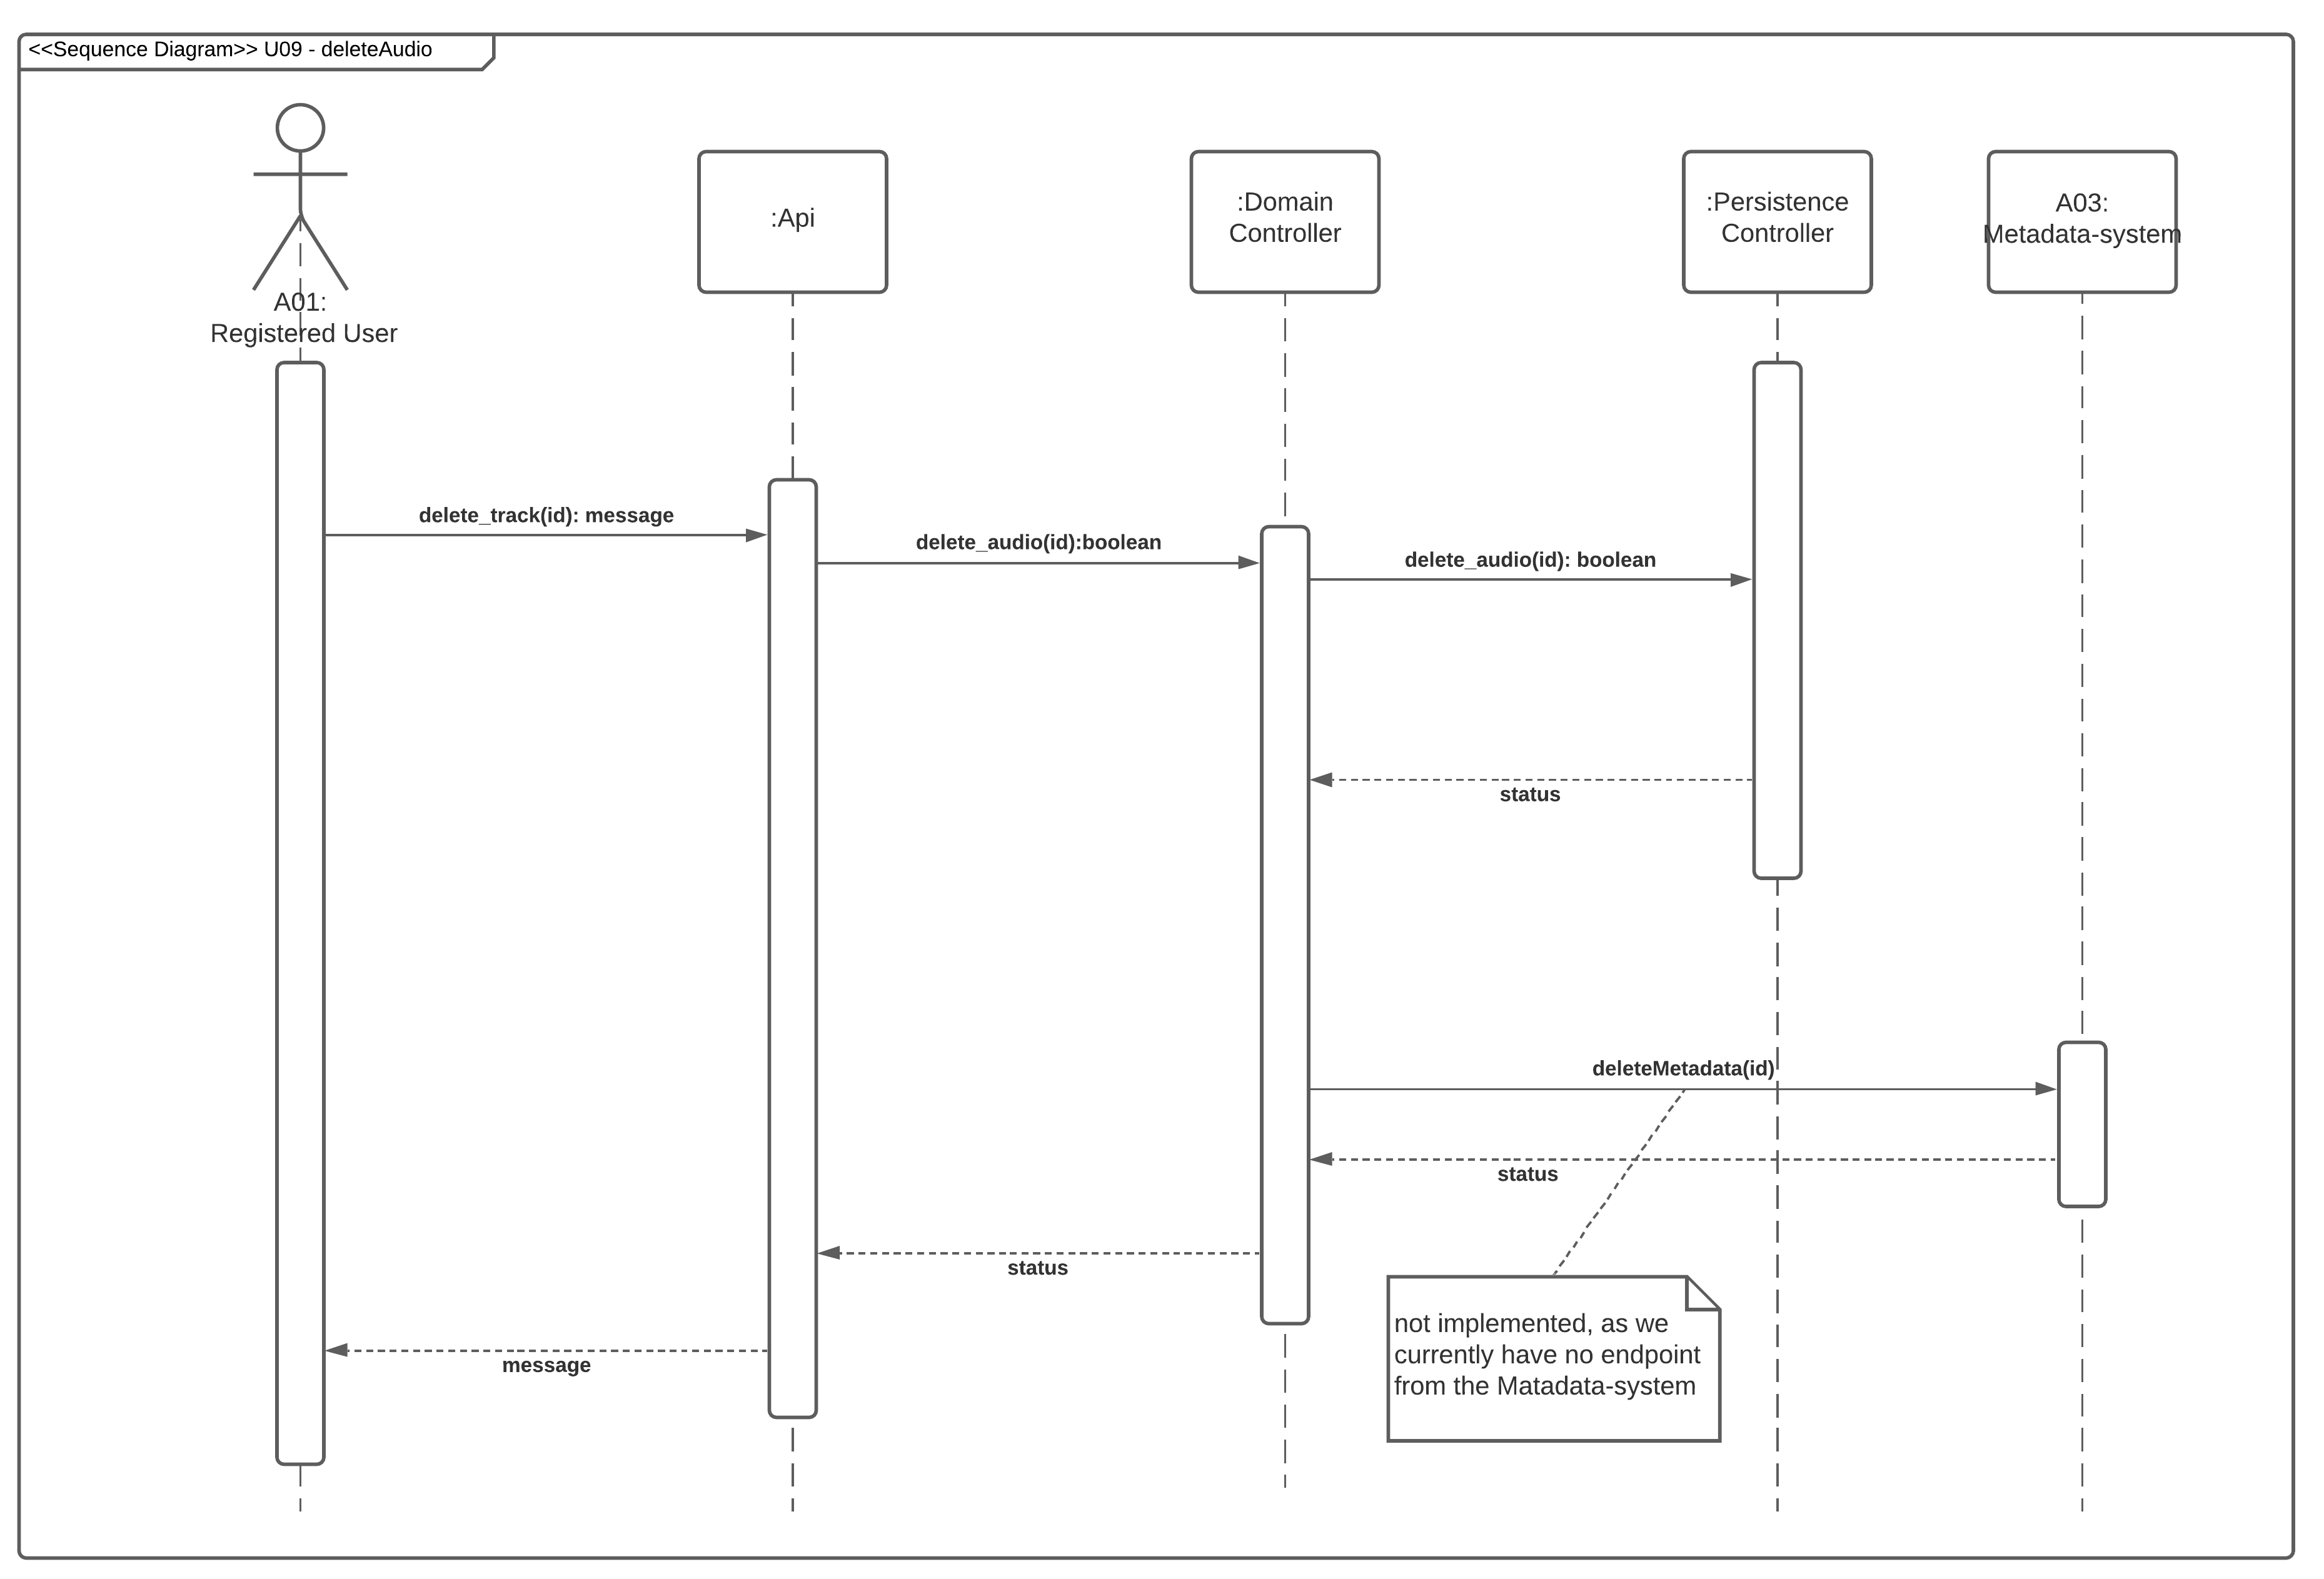 <<Sequence Diagram>> U09 - deleteAudio
A01:
Registered User
:Api
:Domain
Controller
:Persistence
Controller
A03:
Metadata-system
delete_track(id): message
delete_audio(id):boolean
delete_audio(id): boolean
status
deleteMetadata(id)
status
status
message
not implemented, as we
currently have no endpoint
from the Matadata-system